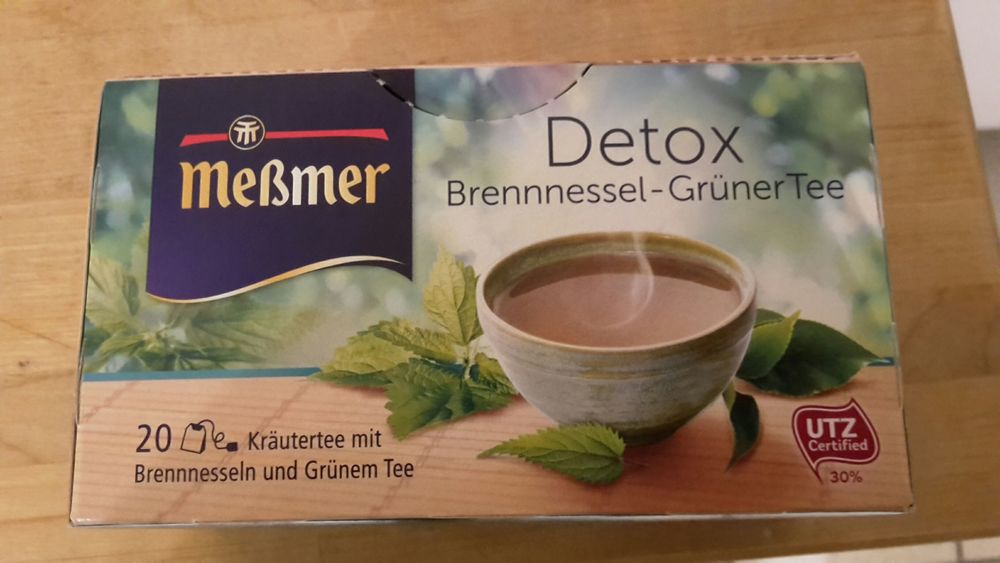 Meßmer
Detox
Brennnessel-Grüner Tee
20 Kräutertee mit
Brennnesseln und Grünem Tee
UTZ
Certified
30%